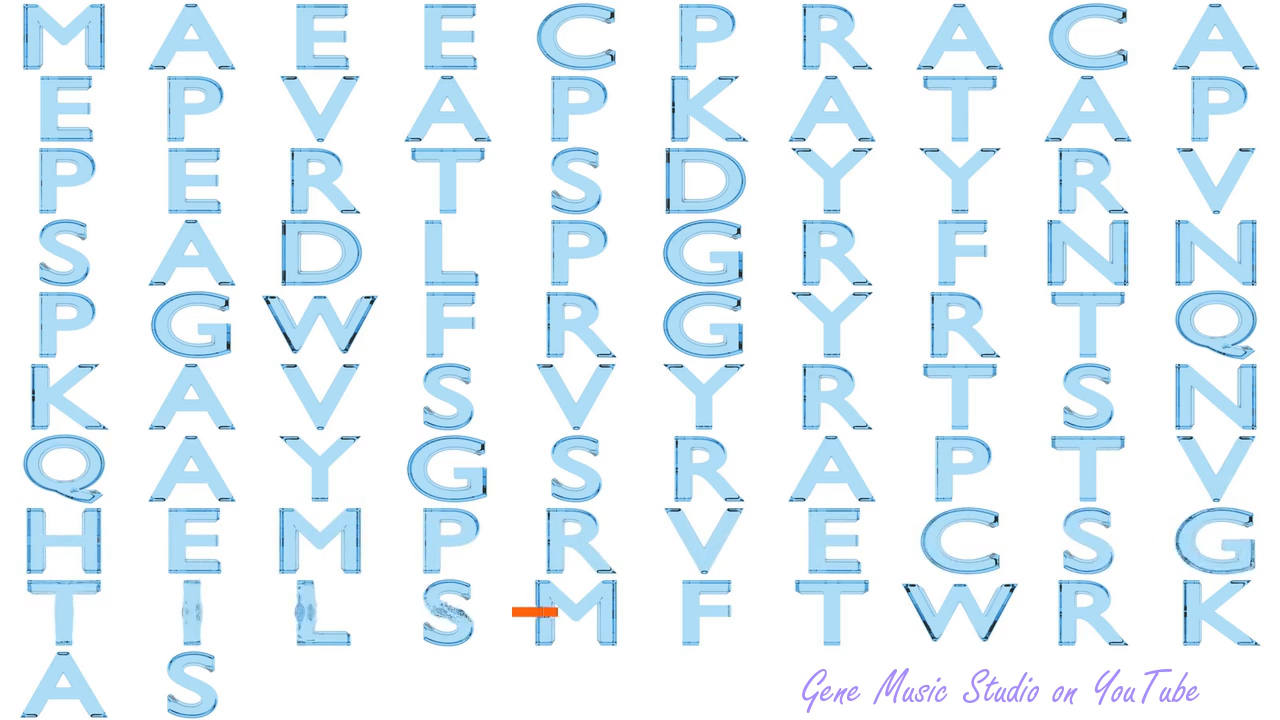 M A E E C P R A C A
E P V A P K A T A P
P E R T S D Y Y R V
S A D L P G R F N N
P G W F R G Y R T Q
K A V S V Y R T S N
Q A Y G S R A P T V
H E M P R V E C S G
T I L S M F T W R K
A S
Gene Music Studio on YouTube